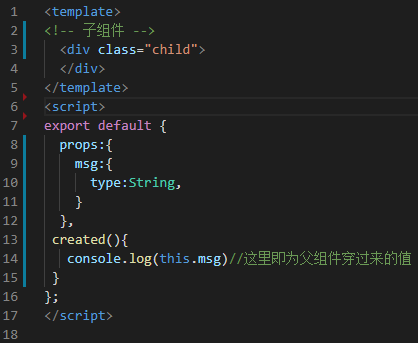 1 <template>
2 <!-- 子组件 -->
3 <div class="child">
4 </div>
5 </template>
6 <script>
7 export default {
8 props:{
9 msg:{
10 type:String,
11 }
12 },
13 created(){
14 console.log(this.msg)//这里即为父组件穿过来的值
15 }
16 };
17 </script>
18